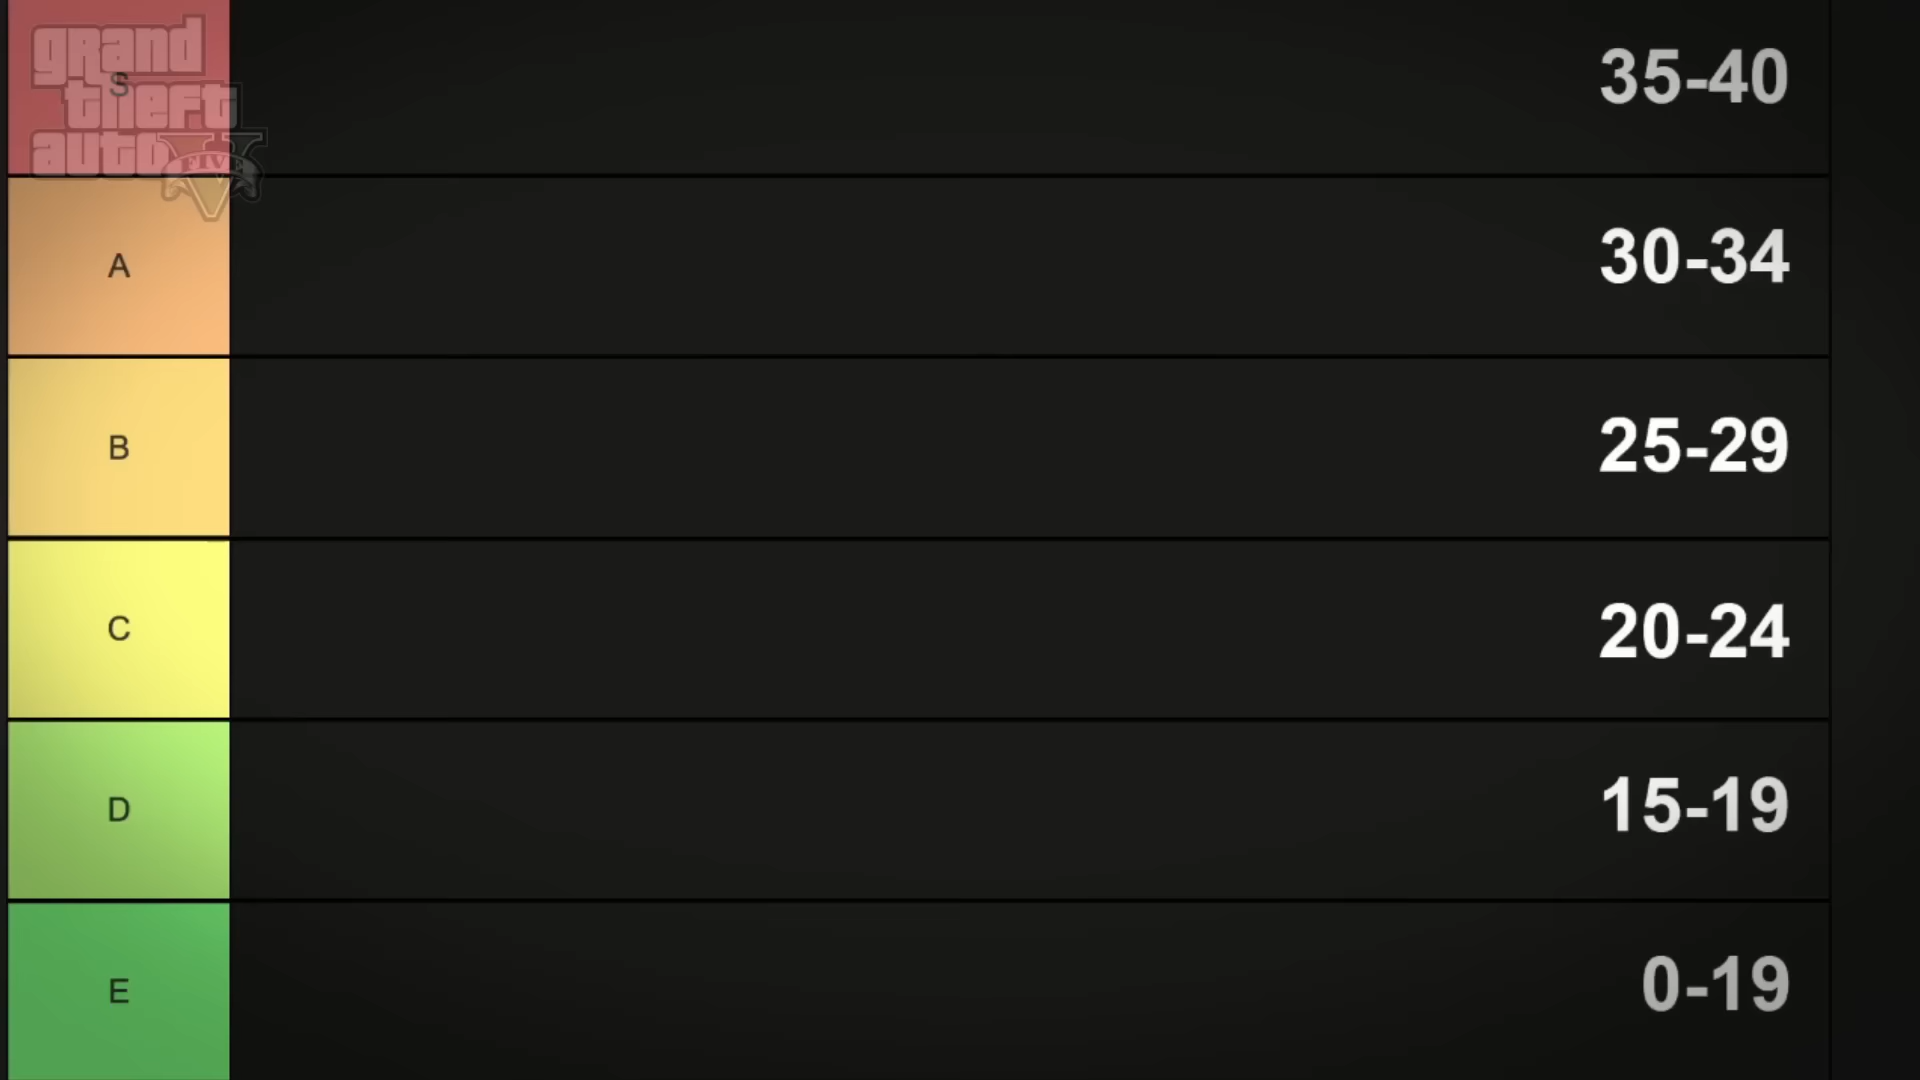 grand
theft
auto
FIVE
S
35-40
A
30-34
B
25-29
C
20-24
D
15-19
E
0-19